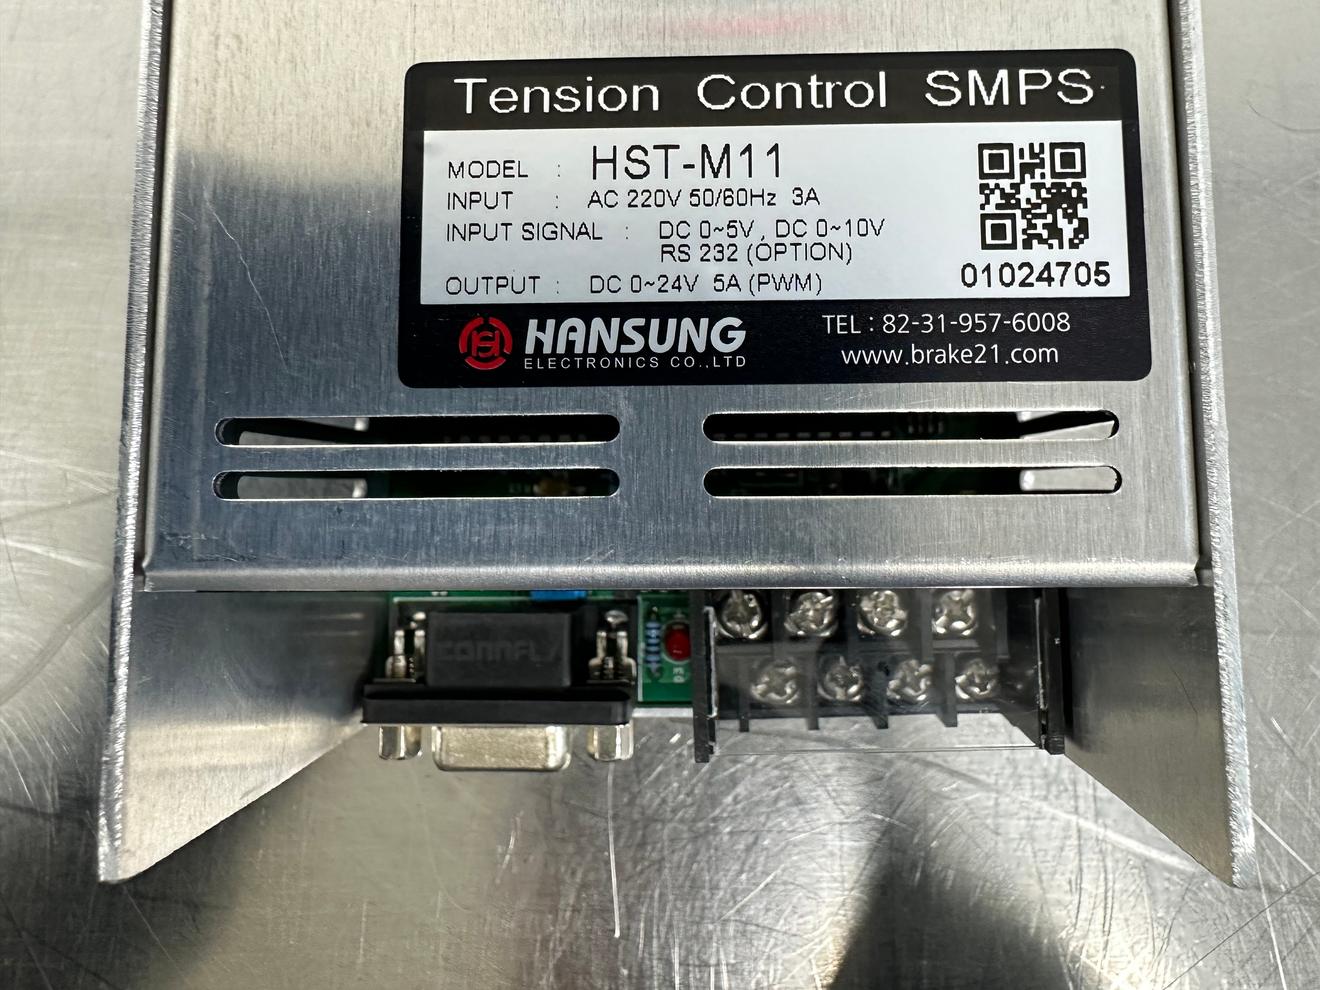 Tension Control SMPS
MODEL : HST-M11
INPUT : AC 220V 50/60Hz 3A
INPUT SIGNAL : DC 0~5V , DC 0~10V
RS 232 (OPTION)
OUTPUT : DC 0~24V 5A (PWM)
01024705
HANSUNG
ELECTRONICS CO.,LTD
TEL : 82-31-957-6008
www.brake21.com